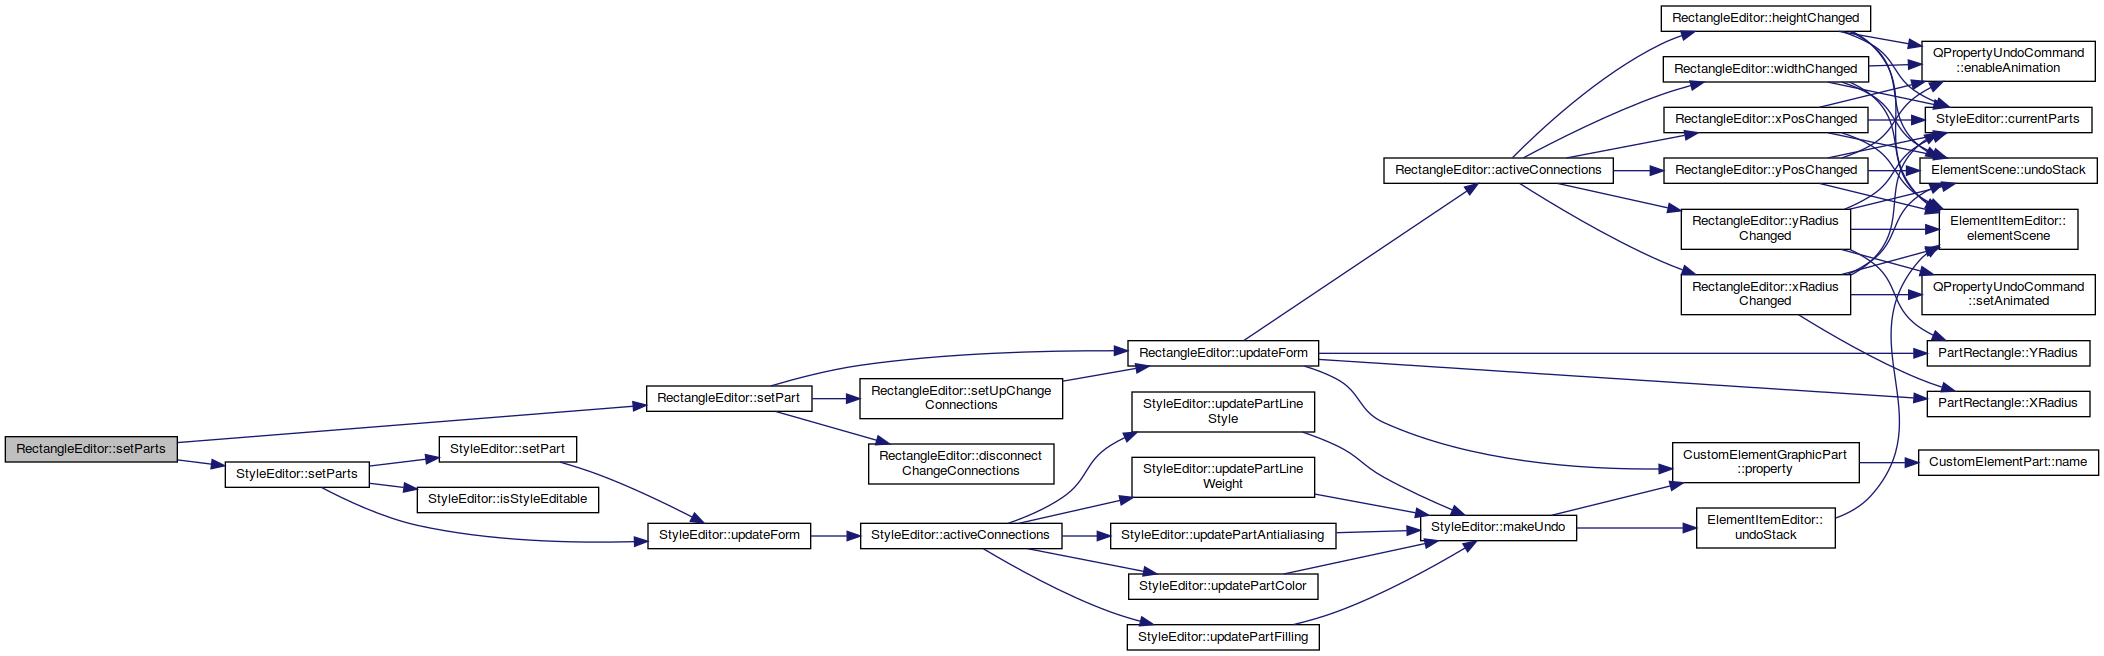 RectangleEditor::setParts
StyleEditor::setParts
StyleEditor::setPart
StyleEditor::isStyleEditable
RectangleEditor::setPart
StyleEditor::updateForm
RectangleEditor::setUpChange
Connections
RectangleEditor::disconnect
ChangeConnections
StyleEditor::activeConnections
RectangleEditor::updateForm
StyleEditor::updatePartLine
Style
StyleEditor::updatePartLine
Weight
StyleEditor::updatePartAntialiasing
StyleEditor::updatePartColor
StyleEditor::updatePartFilling
RectangleEditor::activeConnections
StyleEditor::makeUndo
RectangleEditor::heightChanged
RectangleEditor::widthChanged
RectangleEditor::xPosChanged
RectangleEditor::yPosChanged
RectangleEditor::yRadius
Changed
RectangleEditor::xRadius
Changed
CustomElementGraphicPart
::property
ElementItemEditor::
undoStack
QPropertyUndoCommand
::enableAnimation
StyleEditor::currentParts
ElementScene::undoStack
ElementItemEditor::
elementScene
QPropertyUndoCommand
::setAnimated
PartRectangle::YRadius
PartRectangle::XRadius
CustomElementPart::name